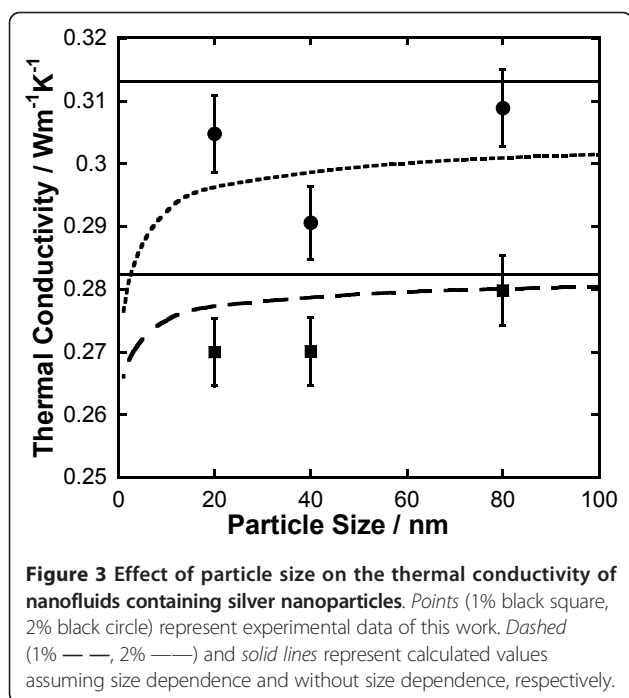 0.32
0.31
0.3
0.29
0.28
0.27
0.26
0.25
Thermal Conductivity / Wm⁻¹K⁻¹
0 20 40 60 80 100
Particle Size / nm
Figure 3 Effect of particle size on the thermal conductivity of
nanofluids containing silver nanoparticles. Points (1% black square,
2% black circle) represent experimental data of this work. Dashed
(1% — —, 2% ——) and solid lines represent calculated values
assuming size dependence and without size dependence, respectively.